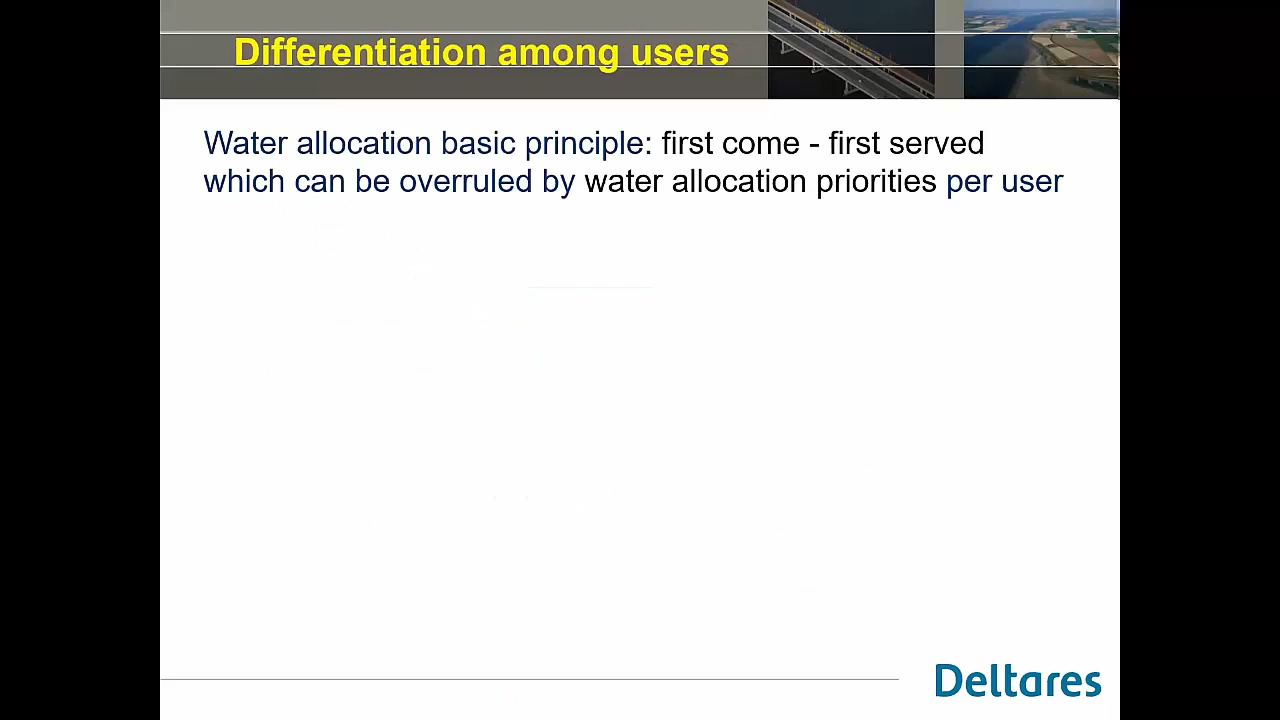 Differentiation among users
Water allocation basic principle: first come - first served
which can be overruled by water allocation priorities per user
Deltares